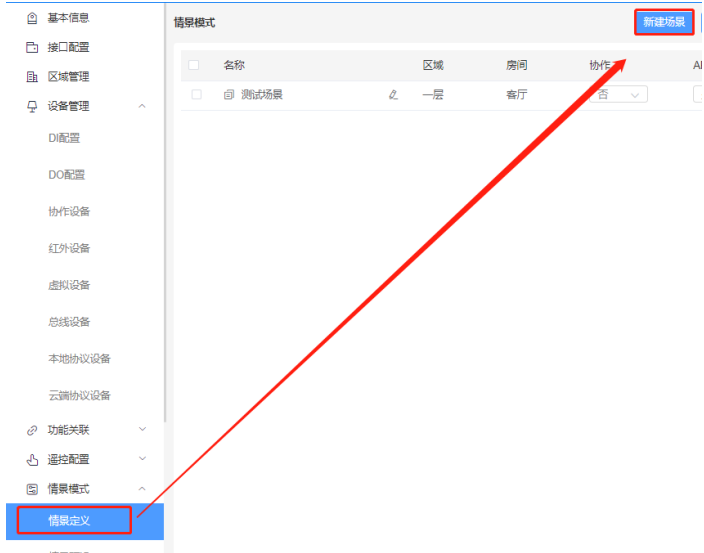 基本信息
接口配置
区域管理
设备管理
DI配置
DO配置
协作设备
红外设备
虚拟设备
总线设备
本地协议设备
云端协议设备
功能关联
遥控配置
情景模式
情景定义
情景模式
新建场景
名称 区域 房间 协作
测试场景 一层 客厅 否